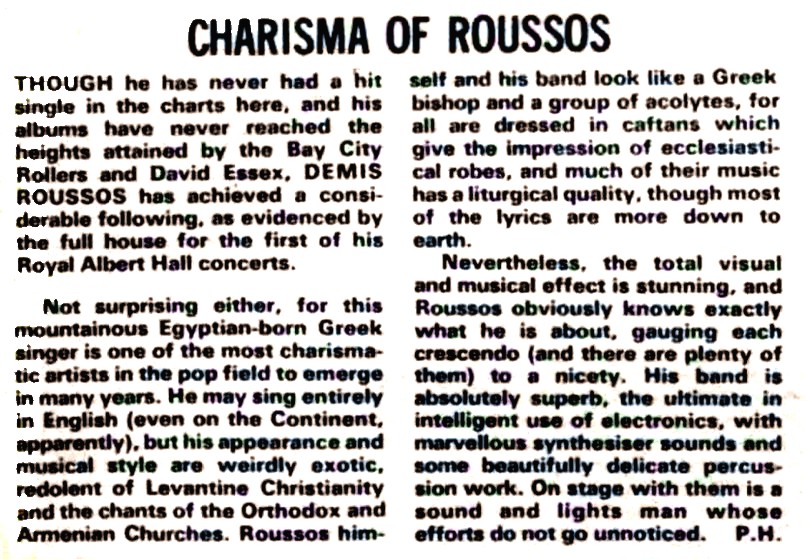 CHARISMA OF ROUSSOS
THOUGH he has never had a hit
single in the charts here, and his
albums have never reached the
heights attained by the Bay City
Rollers and David Essex, DEMIS
ROUSSOS has achieved a consi-
derable following, as evidenced by
the full house for the first of his
Royal Albert Hall concerts.
Not surprising either, for this
mountainous Egyptian-born Greek
singer is one of the most charisma-
tic artists in the pop field to emerge
in many years. He may sing entirely
in English (even on the Continent,
apparently), but his appearance and
musical style are weirdly exotic,
redolent of Levantine Christianity
and the chants of the Orthodox and
Armenian Churches. Roussos him-
self and his band look like a Greek
bishop and a group of acolytes, for
all are dressed in caftans which
give the impression of ecclesiasti-
cal robes, and much of their music
has a liturgical quality, though most
of the lyrics are more down to
earth.
Nevertheless, the total visual
and musical effect is stunning, and
Roussos obviously knows exactly
what he is about, gauging each
crescendo (and there are plenty of
them) to a nicety. His band is
absolutely superb, the ultimate in
intelligent use of electronics, with
marvellous synthesiser sounds and
some beautifully delicate percus-
sion work. On stage with them is a
sound and lights man whose
efforts do not go unnoticed. P.H.